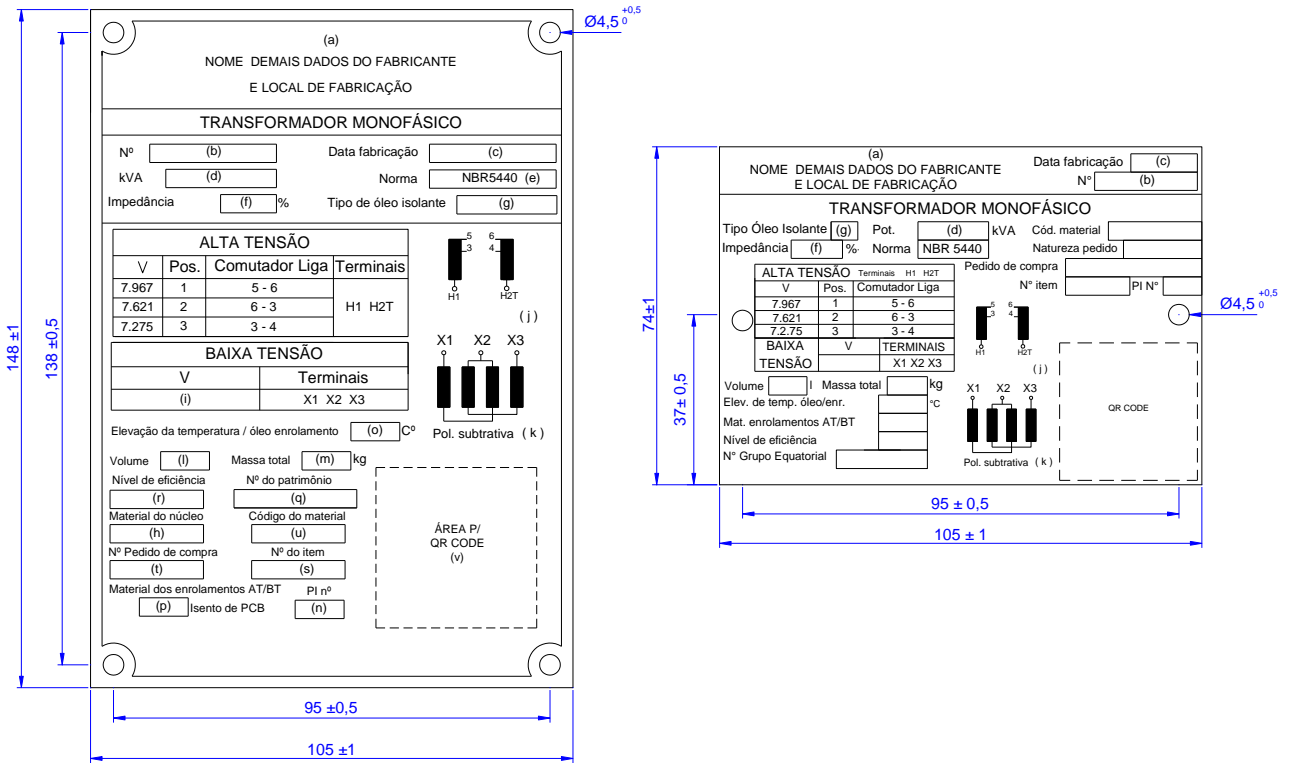 Ø4,5 +0,5 0
148 ±1
138 ±0,5
(a)
NOME DEMAIS DADOS DO FABRICANTE
E LOCAL DE FABRICAÇÃO
TRANSFORMADOR MONOFÁSICO
Nº (b) Data fabricação (c)
kVA (d) Norma NBR5440 (e)
Impedância (f) % Tipo de óleo isolante (g)
ALTA TENSÃO
V Pos. Comutador Liga Terminais
7.967 1 5 - 6
7.621 2 6 - 3 H1 H2T
7.275 3 3 - 4
5 6
3 4
H1 H2T
( j )
BAIXA TENSÃO
V Terminais
(i) X1 X2 X3
X1 X2 X3
Pol. subtrativa ( k )
Elevação da temperatura / óleo enrolamento (o) Cº
Volume (l) Massa total (m) kg
Nível de eficiência Nº do patrimônio
(r) (q)
Material do núcleo Código do material
(h) (u)
Nº Pedido de compra Nº do item
(t) (s)
Material dos enrolamentos AT/BT PI nº
(p) Isento de PCB (n)
ÁREA P/
QR CODE
(v)
95 ±0,5
105 ±1
(a)
NOME DEMAIS DADOS DO FABRICANTE
E LOCAL DE FABRICAÇÃO
Data fabricação (c)
N° (b)
TRANSFORMADOR MONOFÁSICO
Tipo Óleo Isolante (g) Pot. (d) kVA Cód. material
Impedância (f) %. Norma NBR 5440 Natureza pedido
Pedido de compra
N° item PI N°
ALTA TENSÃO Terminais H1 H2T
V Pos. Comutador Liga
7.967 1 5 - 6
7.621 2 6 - 3
7.2.75 3 3 - 4
BAIXA V TERMINAIS
TENSÃO X1 X2 X3
5 6
3 4
H1 H2T
( j )
Volume l Massa total kg
Elev. de temp. óleo/enr. °C
Mat. enrolamentos AT/BT
Nível de eficiência
N° Grupo Equatorial
X1 X2 X3
Pol. subtrativa ( k )
QR CODE
Ø4,5 +0,5 0
74±1
37± 0,5
95 ± 0,5
105 ± 1